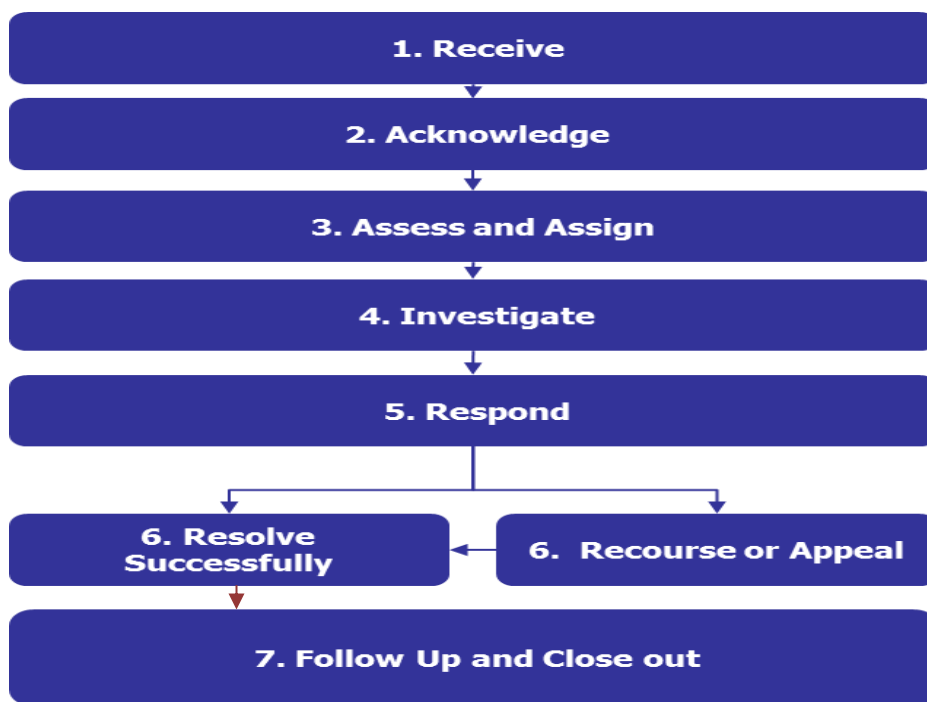 1. Receive
2. Acknowledge
3. Assess and Assign
4. Investigate
5. Respond
6. Resolve
Successfully
6. Recourse or Appeal
7. Follow Up and Close out